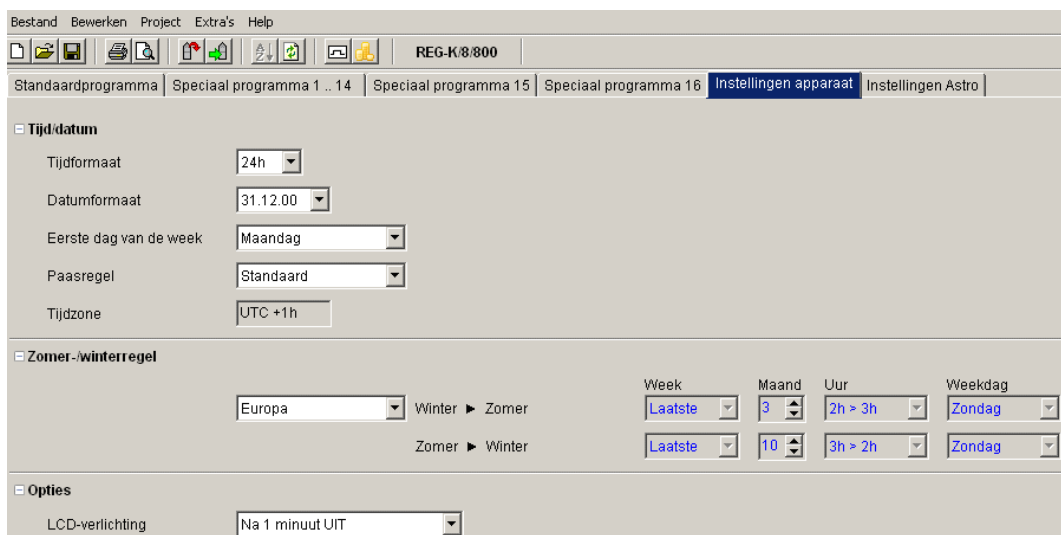 Bestand Bewerken Project Extra's Help
REG-K/8/800
Standaardprogramma Speciaal programma 1 .. 14 Speciaal programma 15 Speciaal programma 16 Instellingen apparaat Instellingen Astro
Tijd/datum
Tijdformaat 24h
Datumformaat 31.12.00
Eerste dag van de week Maandag
Paasregel Standaard
Tijdzone UTC +1h
Zomer-/winterregel
Week Maand Uur Weekdag
Europa Winter ► Zomer Laatste 3 2h > 3h Zondag
Zomer ► Winter Laatste 10 3h > 2h Zondag
Opties
LCD-verlichting Na 1 minuut UIT